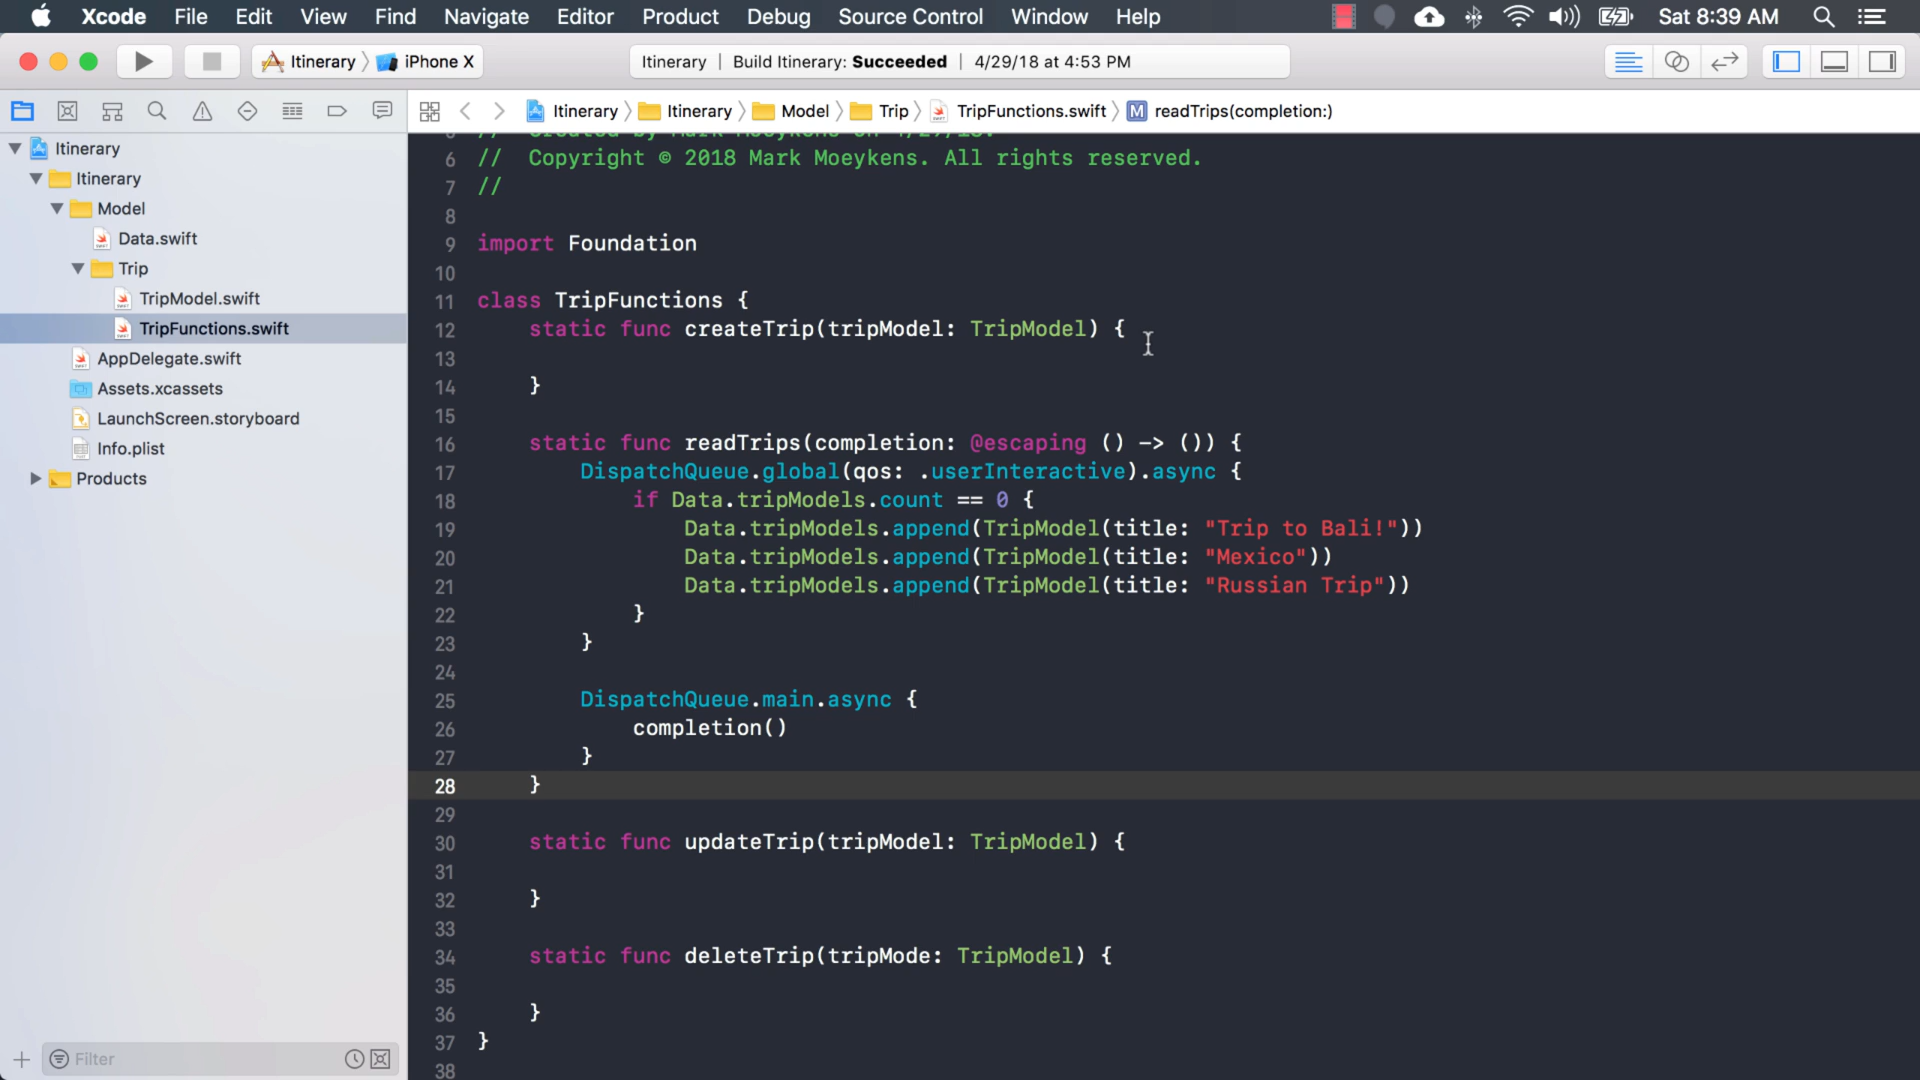 Xcode File Edit View Find Navigate Editor Product Debug Source Control Window Help Sat 8:39 AM
Itinerary iPhone X Itinerary | Build Itinerary: Succeeded | 4/29/18 at 4:53 PM
Itinerary Itinerary Model Trip TripFunctions.swift M readTrips(completion:)
Itinerary
Itinerary
Model
Data.swift
Trip
TripModel.swift
TripFunctions.swift
AppDelegate.swift
Assets.xcassets
LaunchScreen.storyboard
Info.plist
Products
Filter
// Created by Mark Moeykens on 4/29/18.
6 // Copyright © 2018 Mark Moeykens. All rights reserved.
7 //
8
9 import Foundation
10
11 class TripFunctions {
12 static func createTrip(tripModel: TripModel) {
13
14 }
15
16 static func readTrips(completion: @escaping () -> ()) {
17 DispatchQueue.global(qos: .userInteractive).async {
18 if Data.tripModels.count == 0 {
19 Data.tripModels.append(TripModel(title: "Trip to Bali!"))
20 Data.tripModels.append(TripModel(title: "Mexico"))
21 Data.tripModels.append(TripModel(title: "Russian Trip"))
22 }
23 }
24
25 DispatchQueue.main.async {
26 completion()
27 }
28 }
29
30 static func updateTrip(tripModel: TripModel) {
31
32 }
33
34 static func deleteTrip(tripMode: TripModel) {
35
36 }
37 }
38